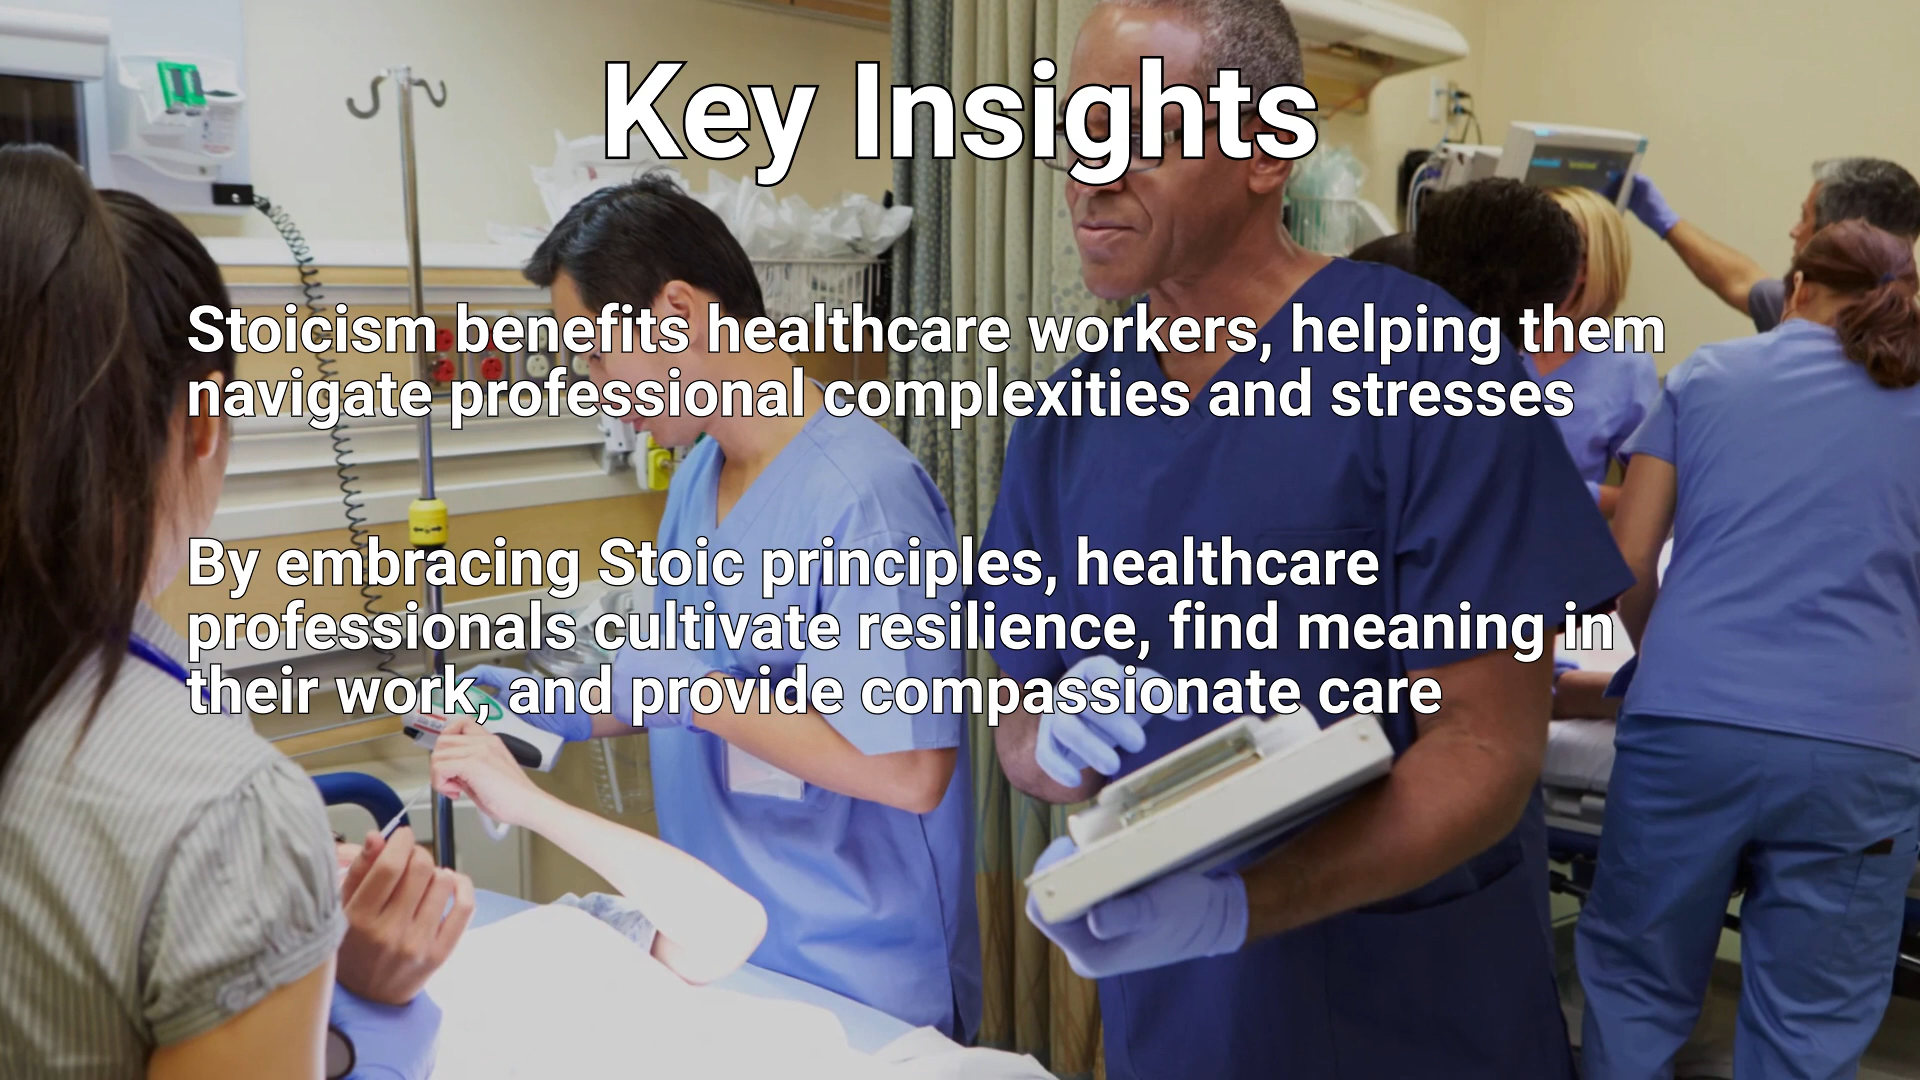 Key Insights
Stoicism benefits healthcare workers, helping them
navigate professional complexities and stresses
By embracing Stoic principles, healthcare
professionals cultivate resilience, find meaning in
their work, and provide compassionate care